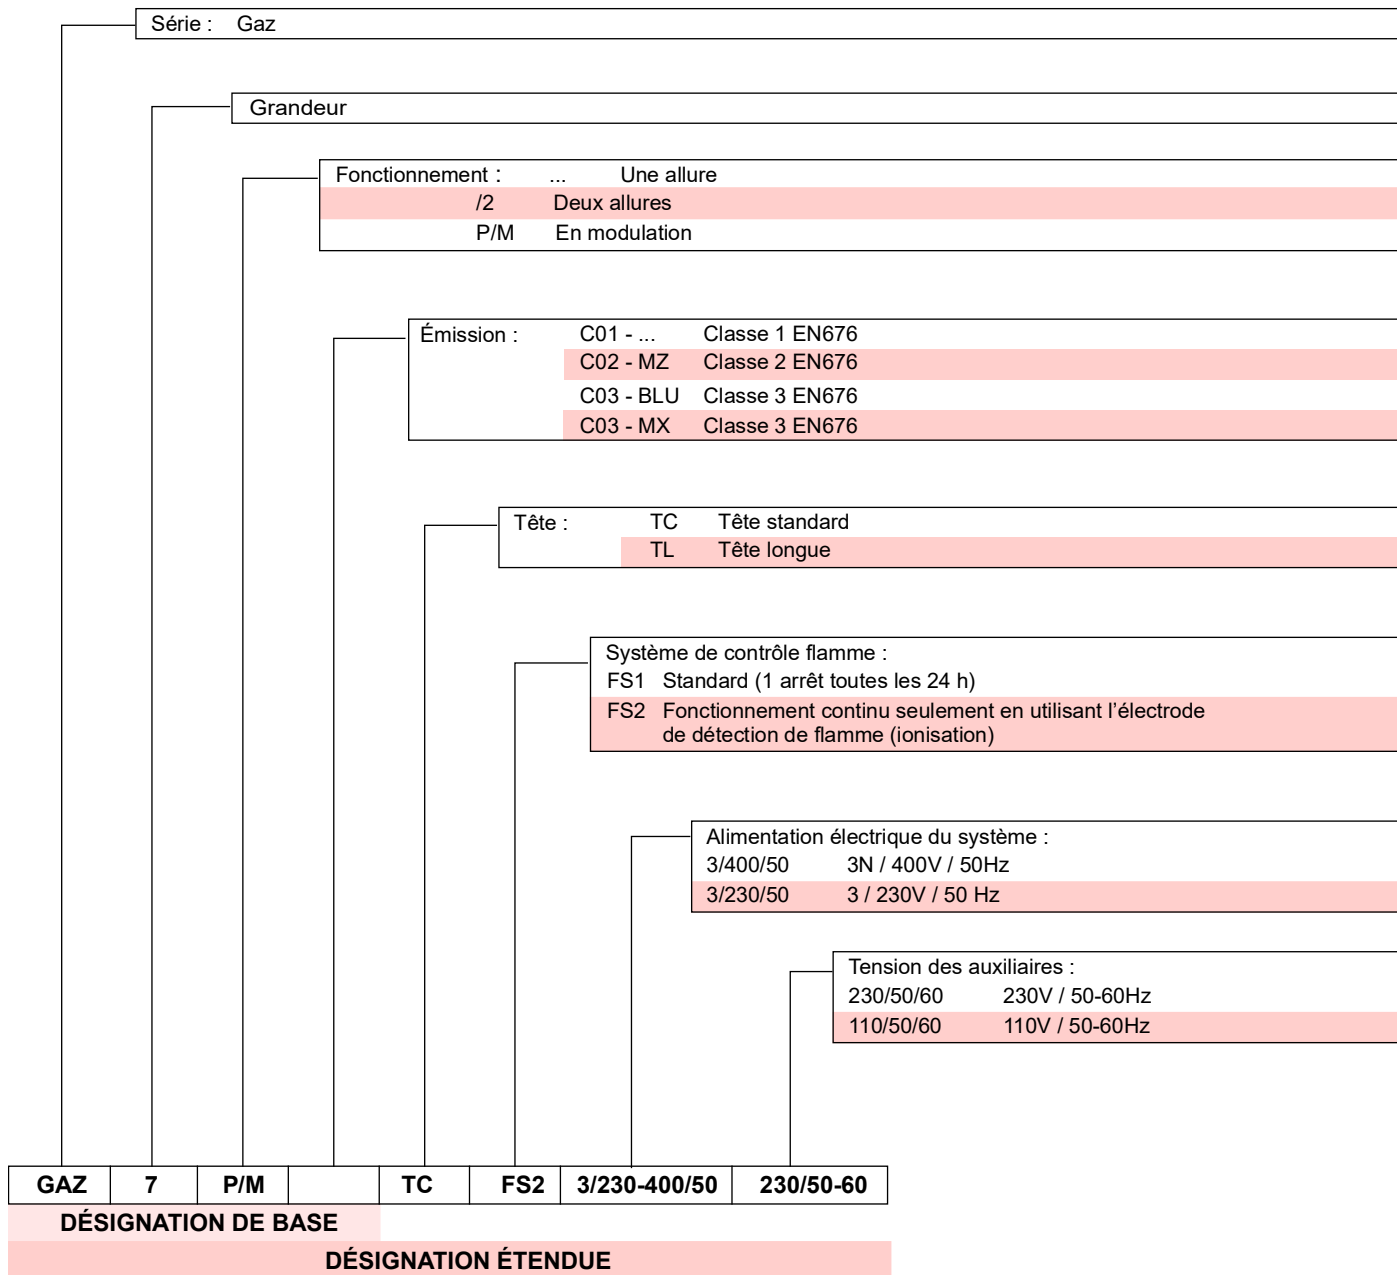 Série : Gaz
Grandeur
Fonctionnement : ... Une allure
/2 Deux allures
P/M En modulation
Émission : C01 - ... Classe 1 EN676
C02 - MZ Classe 2 EN676
C03 - BLU Classe 3 EN676
C03 - MX Classe 3 EN676
Tête : TC Tête standard
TL Tête longue
Système de contrôle flamme :
FS1 Standard (1 arrêt toutes les 24 h)
FS2 Fonctionnement continu seulement en utilisant l’électrode
de détection de flamme (ionisation)
Alimentation électrique du système :
3/400/50 3N / 400V / 50Hz
3/230/50 3 / 230V / 50 Hz
Tension des auxiliaires :
230/50/60 230V / 50-60Hz
110/50/60 110V / 50-60Hz
GAZ 7 P/M TC FS2 3/230-400/50 230/50-60
DÉSIGNATION DE BASE
DÉSIGNATION ÉTENDUE